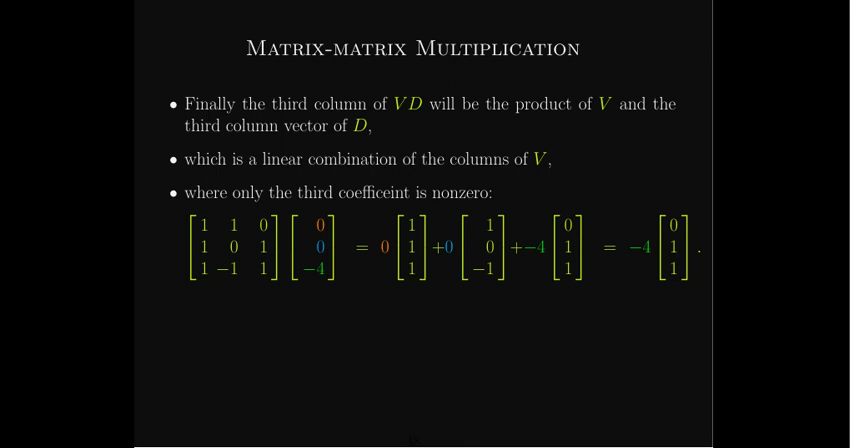 Matrix-matrix Multiplication
• Finally the third column of VD will be the product of V and the
third column vector of D,
• which is a linear combination of the columns of V,
• where only the third coefficeint is nonzero:
[1 1 0; 1 0 1; 1 −1 1] [0; 0; −4] = 0 [1; 1; 1] +0 [1; 0; −1] +−4 [0; 1; 1] = −4 [0; 1; 1] .